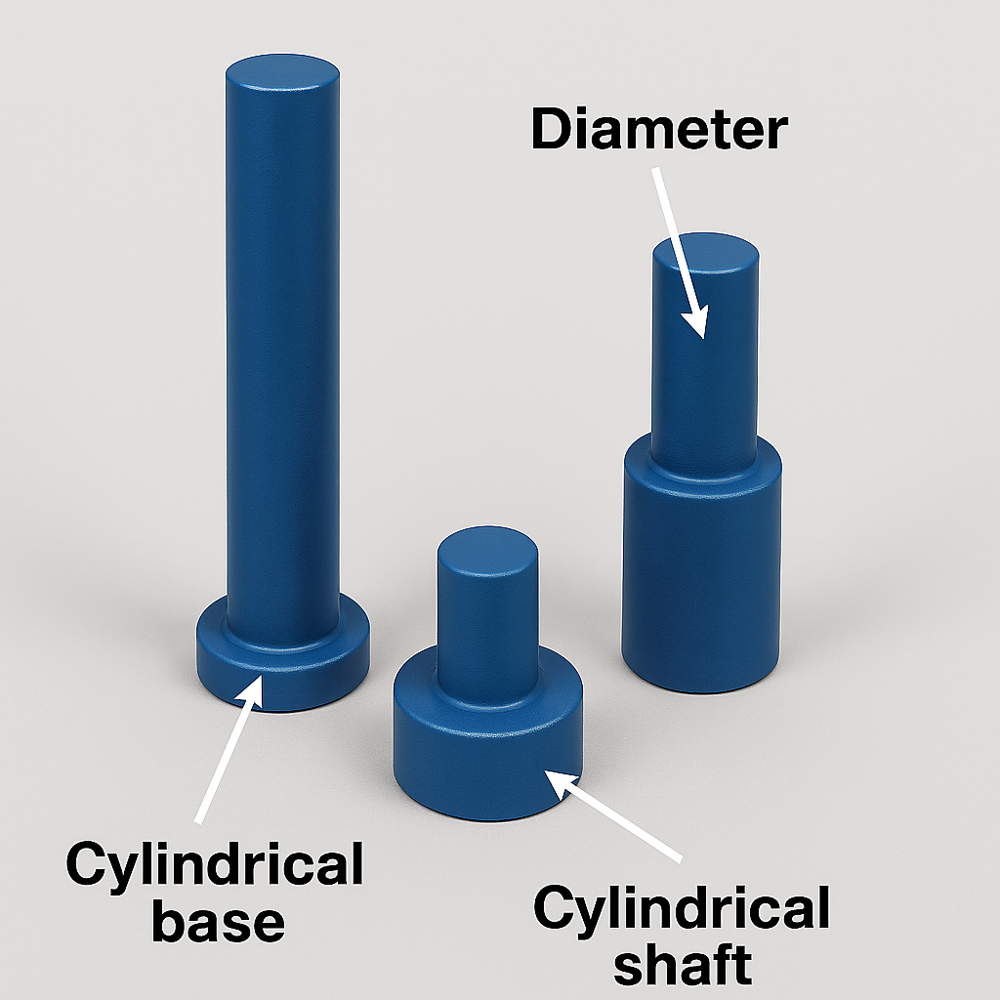 Diameter
Cylindrical
base
Cylindrical
shaft